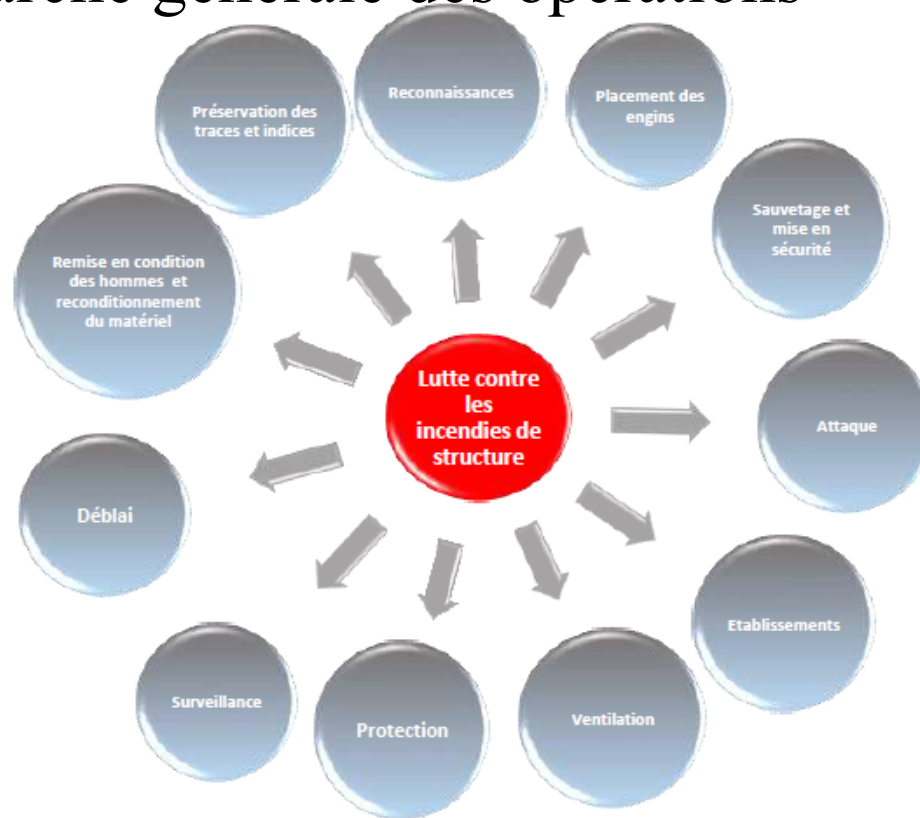 générale des opérations
Reconnaissances
Placement des
engins
Sauvetage et
mise en
sécurité
Attaque
Etablissements
Ventilation
Protection
Surveillance
Déblai
Remise en condition
des hommes et
reconditionnement
du matériel
Préservation des
traces et indices
Lutte contre
les
incendies de
structure